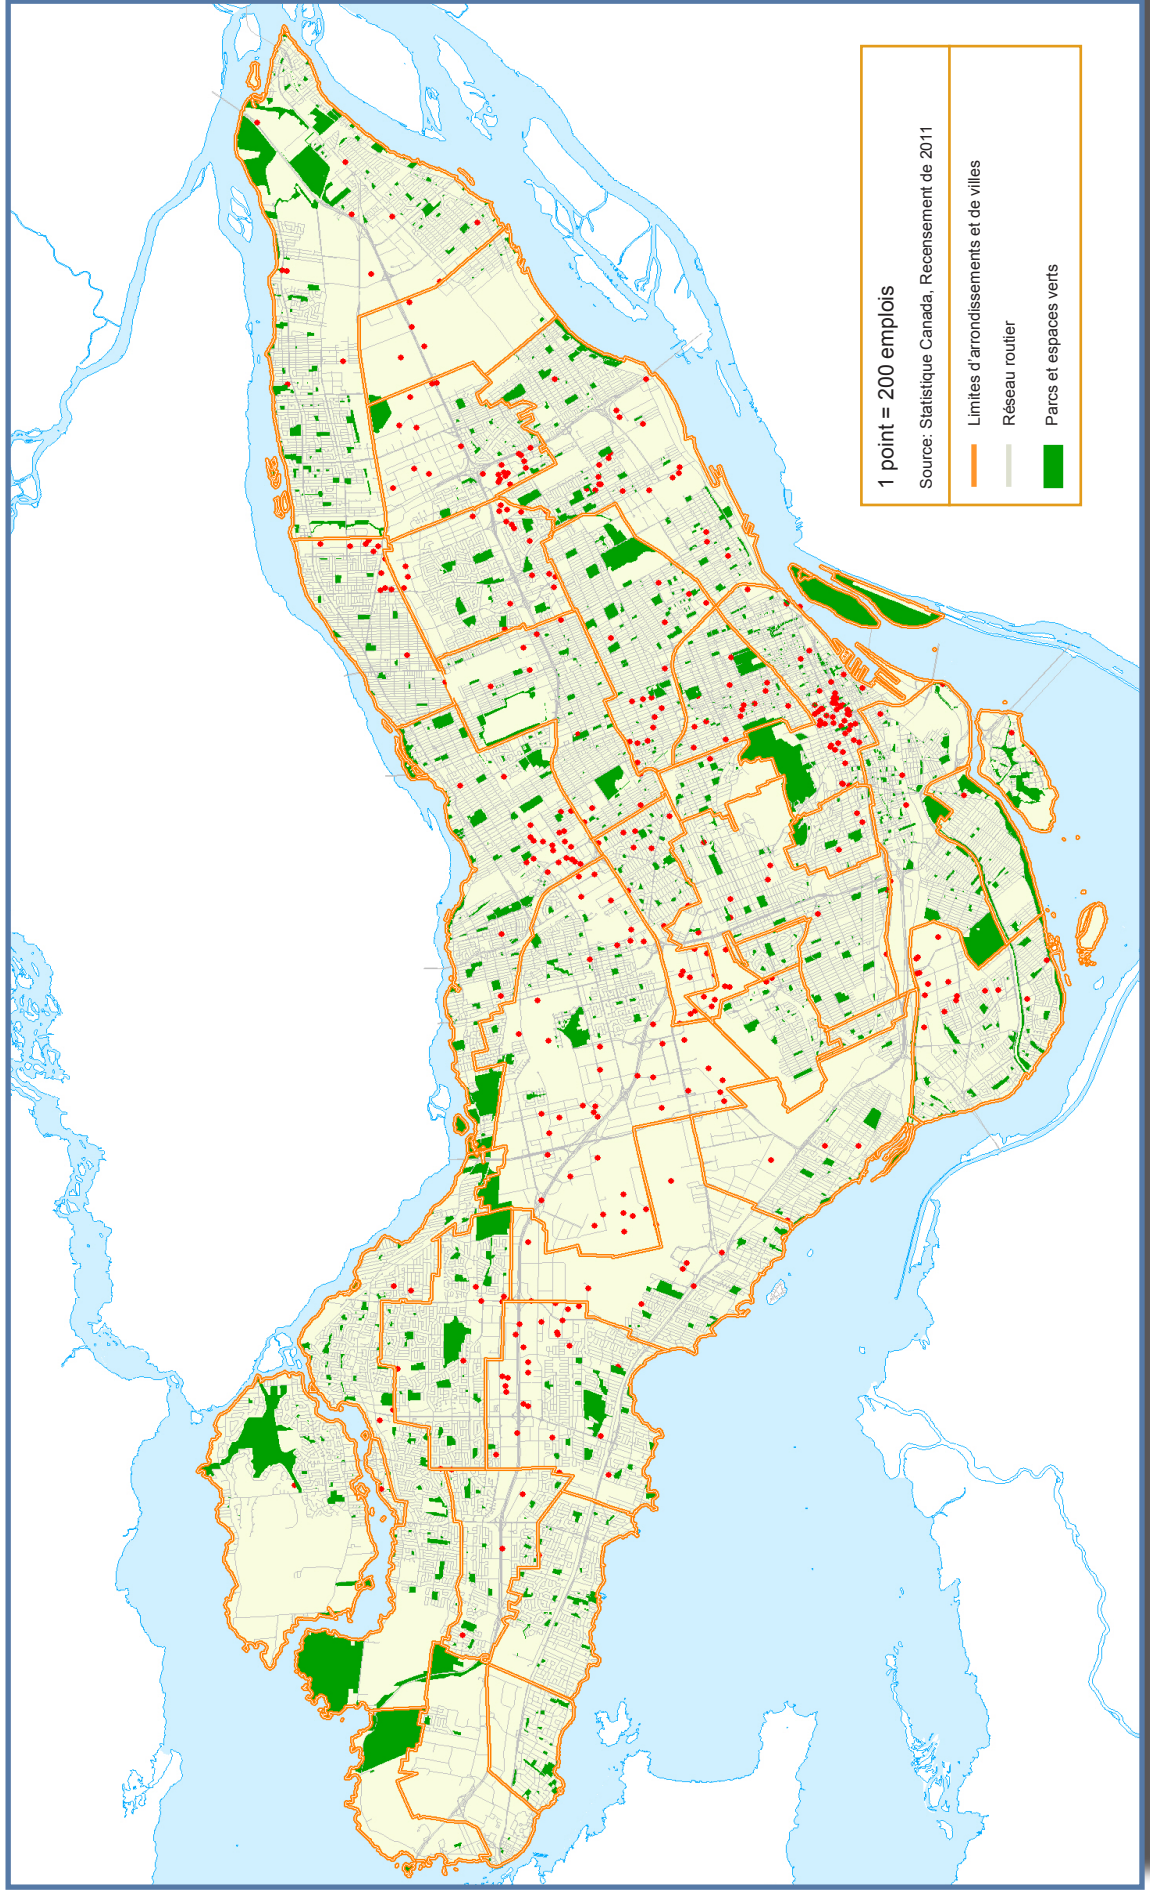 1 point = 200 emplois
Source: Statistique Canada, Recensement de 2011
Limites d'arrondissements et de villes
Réseau routier
Parcs et espaces verts